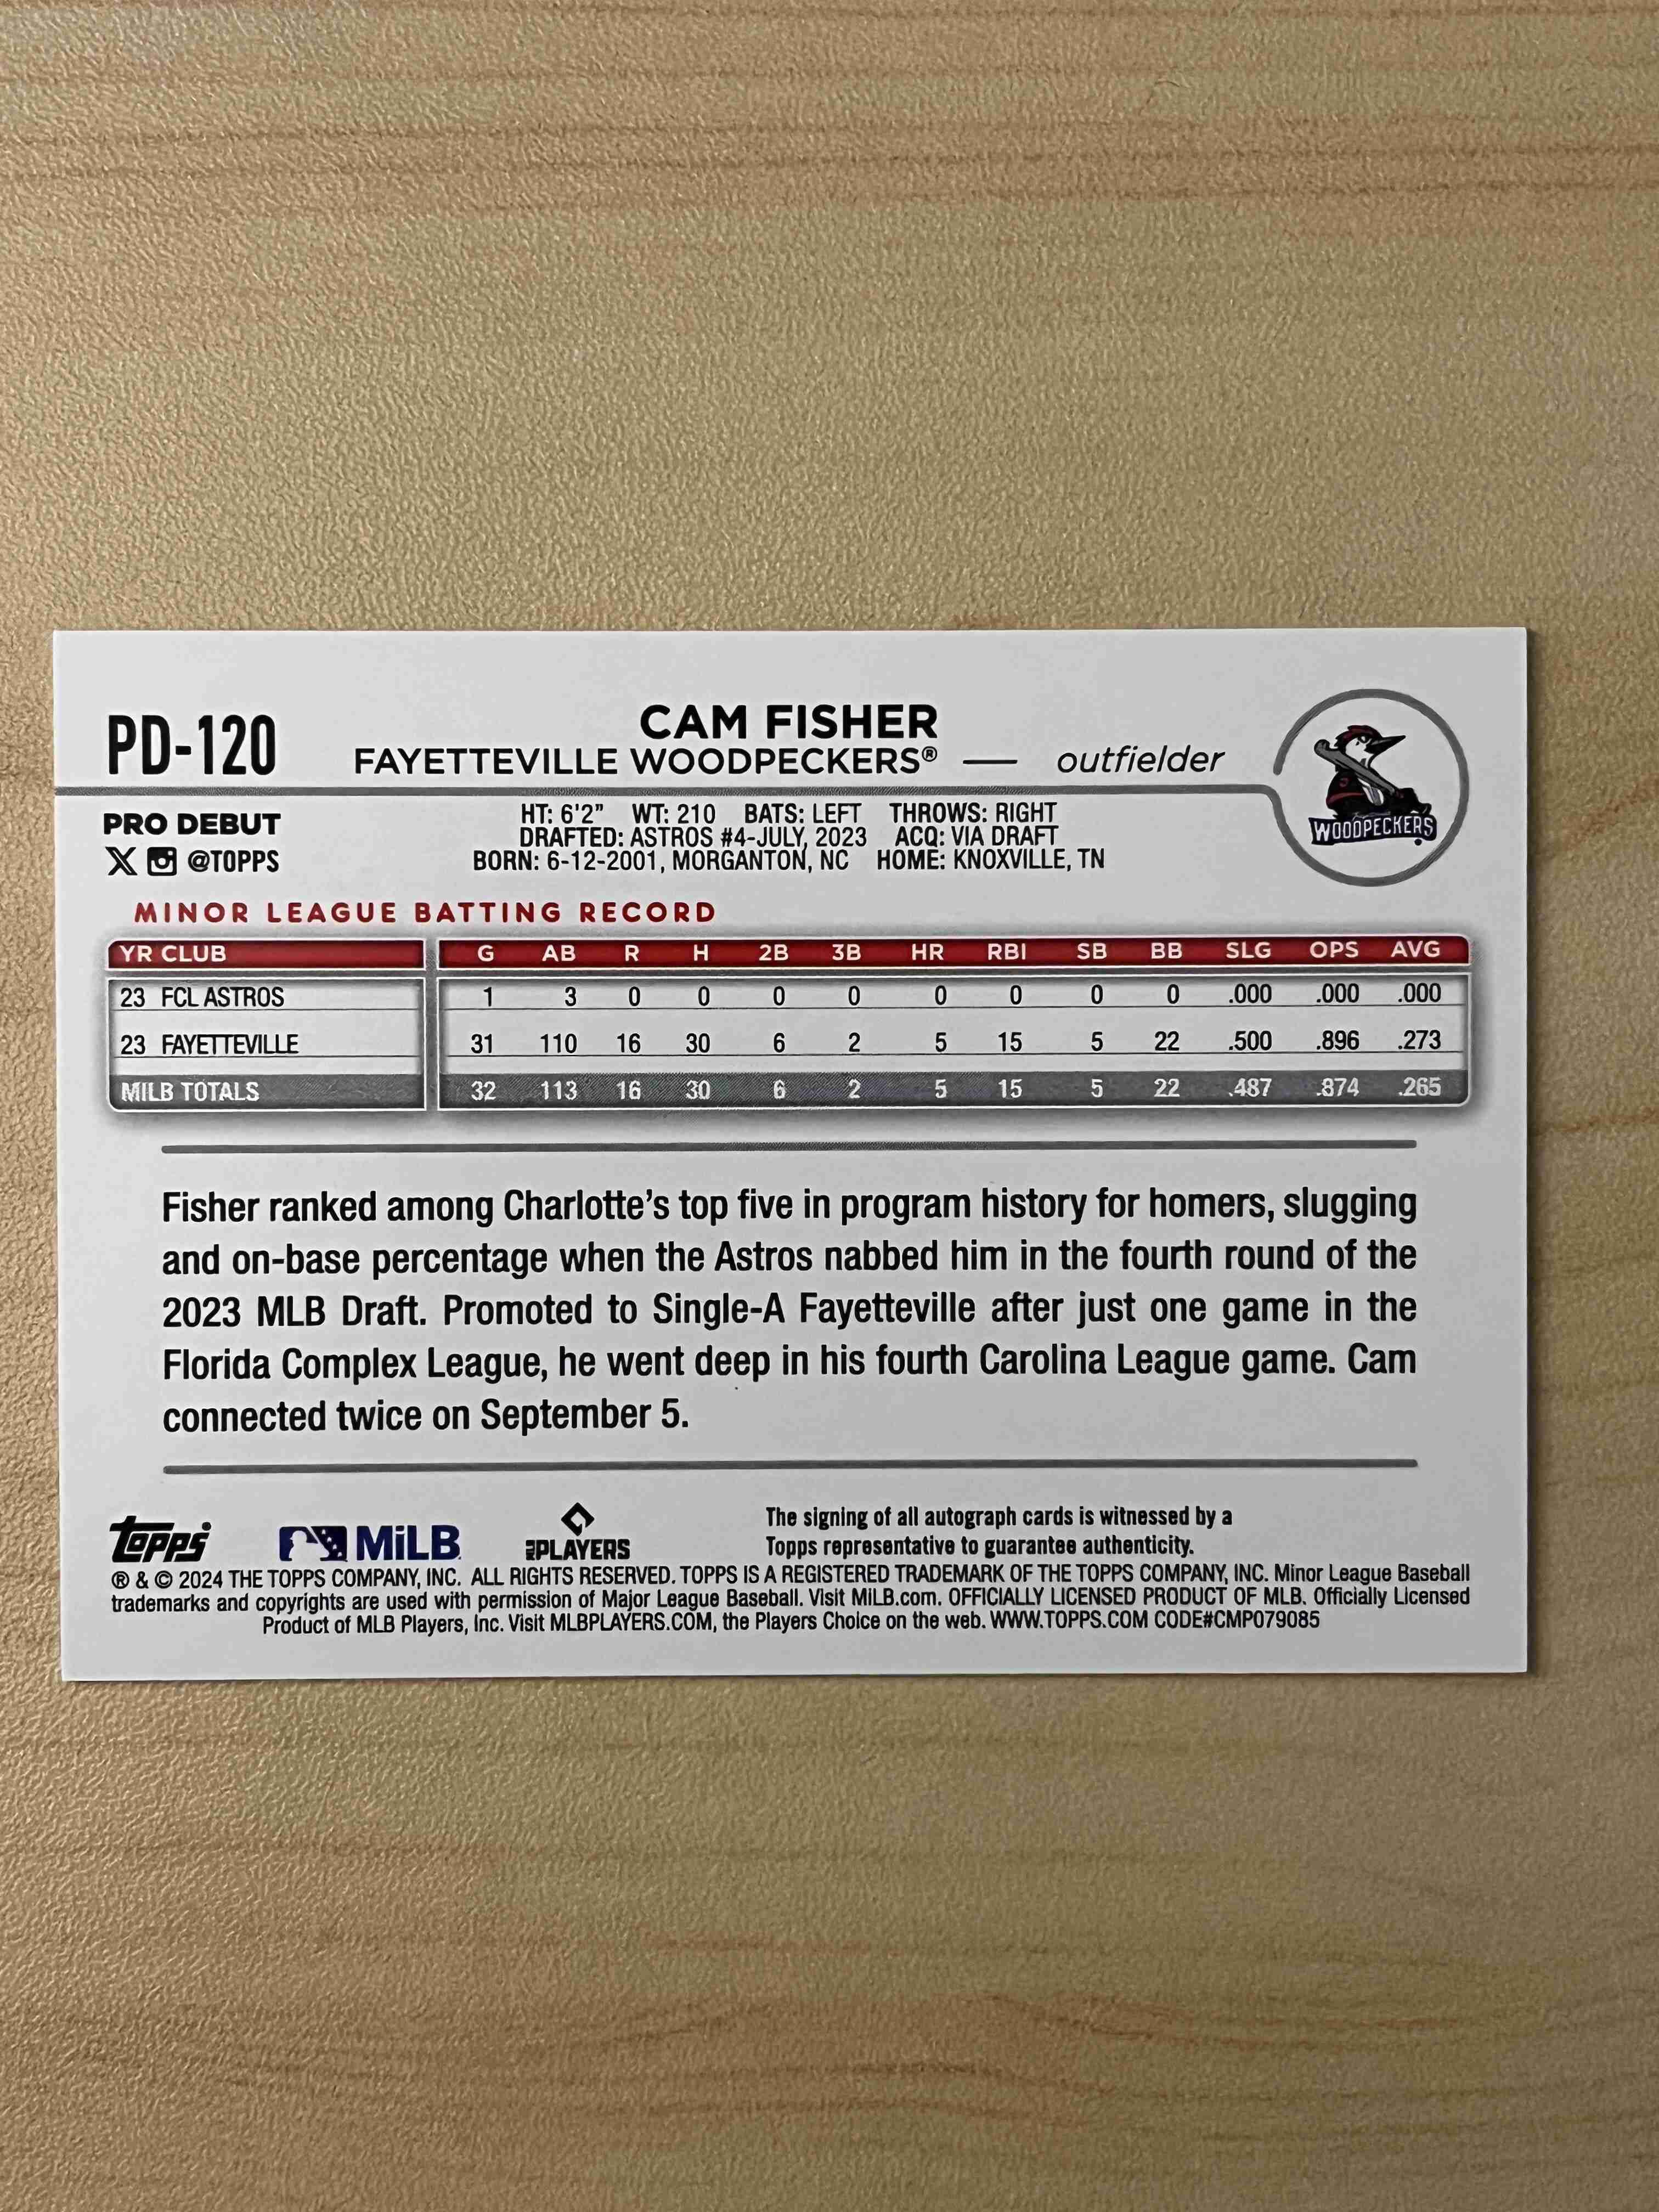 PD-120
CAM FISHER
FAYETTEVILLE WOODPECKERS® — outfielder
WOODPECKERS
PRO DEBUT
X @TOPPS
HT: 6'2" WT: 210 BATS: LEFT THROWS: RIGHT
DRAFTED: ASTROS #4-JULY, 2023 ACQ: VIA DRAFT
BORN: 6-12-2001, MORGANTON, NC HOME: KNOXVILLE, TN
MINOR LEAGUE BATTING RECORD
YR CLUB G AB R H 2B 3B HR RBI SB BB SLG OPS AVG
23 FCL ASTROS 1 3 0 0 0 0 0 0 0 0 .000 .000 .000
23 FAYETTEVILLE 31 110 16 30 6 2 5 15 5 22 .500 .896 .273
MILB TOTALS 32 113 16 30 6 2 5 15 5 22 .487 .874 .265
Fisher ranked among Charlotte's top five in program history for homers, slugging
and on-base percentage when the Astros nabbed him in the fourth round of the
2023 MLB Draft. Promoted to Single-A Fayetteville after just one game in the
Florida Complex League, he went deep in his fourth Carolina League game. Cam
connected twice on September 5.
Topps MiLB PLAYERS
The signing of all autograph cards is witnessed by a
Topps representative to guarantee authenticity.
® & © 2024 THE TOPPS COMPANY, INC. ALL RIGHTS RESERVED. TOPPS IS A REGISTERED TRADEMARK OF THE TOPPS COMPANY, INC. Minor League Baseball
trademarks and copyrights are used with permission of Major League Baseball. Visit MiLB.com. OFFICIALLY LICENSED PRODUCT OF MLB. Officially Licensed
Product of MLB Players, Inc. Visit MLBPLAYERS.COM, the Players Choice on the web. WWW.TOPPS.COM CODE#CMP079085